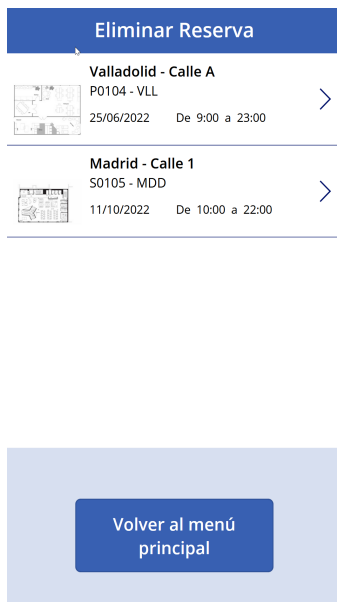 Eliminar Reserva
Valladolid - Calle A
P0104 - VLL
25/06/2022 De 9:00 a 23:00
Madrid - Calle 1
S0105 - MDD
11/10/2022 De 10:00 a 22:00
Volver al menú
principal